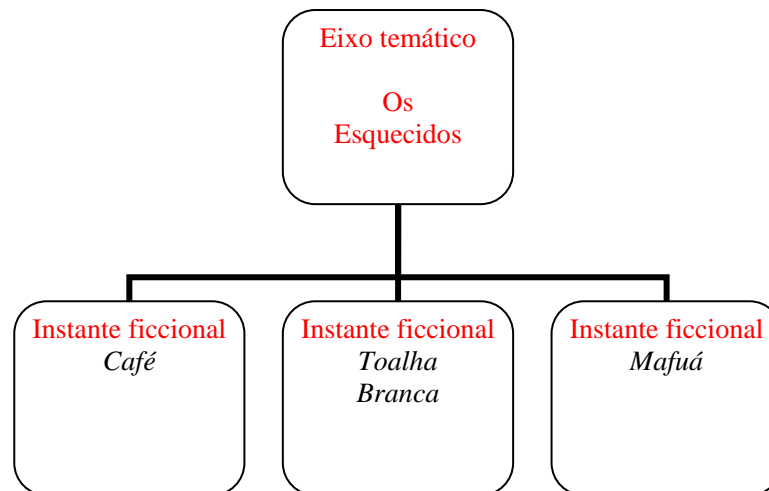 Eixo temático
Os
Esquecidos
Instante ficcional
Café
Instante ficcional
Toalha
Branca
Instante ficcional
Mafuá